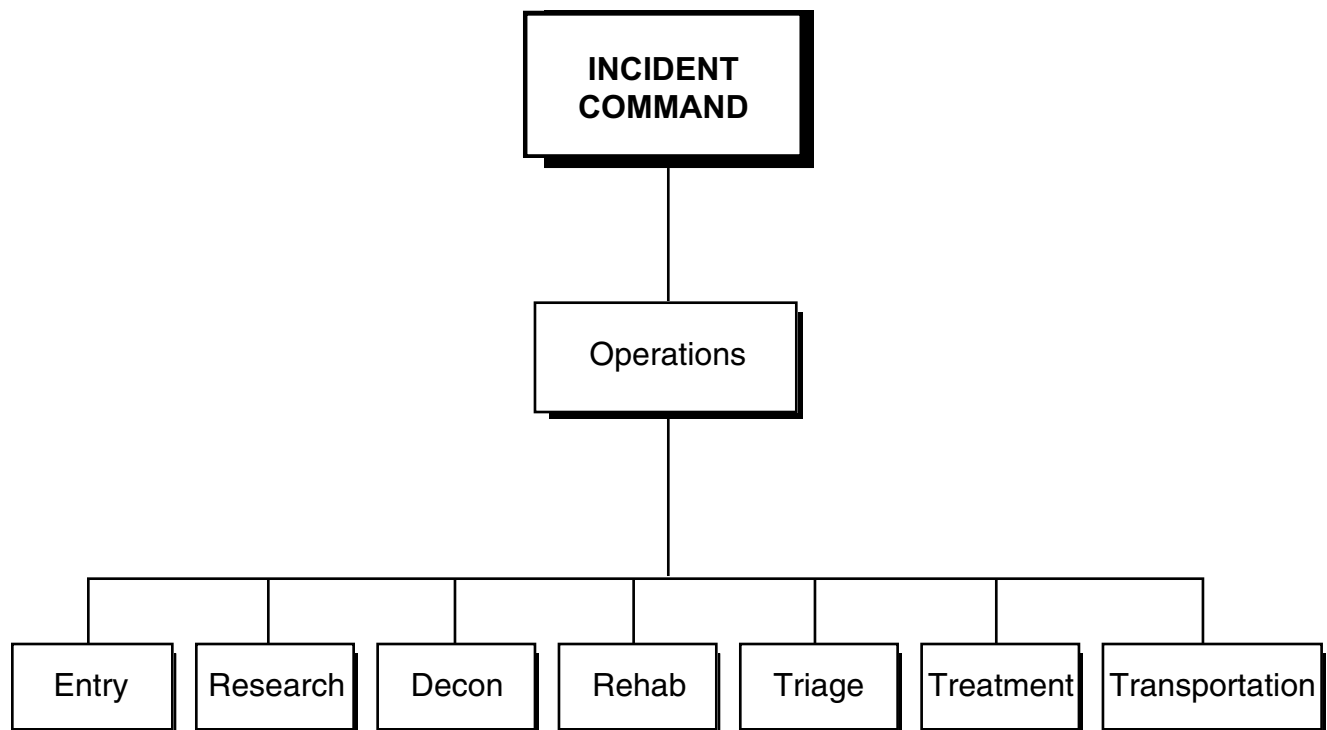 INCIDENT
COMMAND
Operations
Entry
Research
Decon
Rehab
Triage
Treatment
Transportation